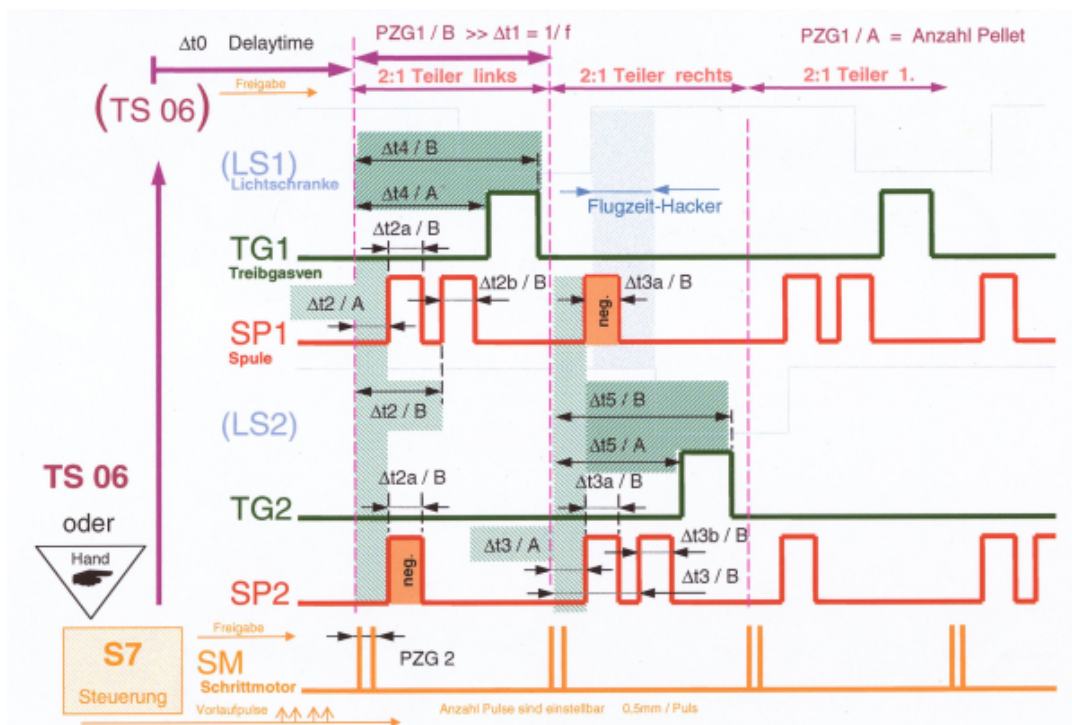 Δt0 Delaytime
PZG1 / B >> Δt1 = 1/ f
PZG1 / A = Anzahl Pellet
Freigabe
2:1 Teiler links
2:1 Teiler rechts
2:1 Teiler 1.
(TS 06)
(LS1)
Lichtschranke
Δt4 / B
Δt4 / A
Flugzeit-Hacker
TG1
Treibgasven
Δt2a / B
Δt2b / B
Δt3a / B
Δt2 / A
neg.
SP1
Spule
Δt2 / B
(LS2)
Δt5 / B
Δt5 / A
TS 06
oder
Hand
TG2
Δt2a / B
Δt3a / B
Δt3b / B
Δt3 / A
Δt3 / B
neg.
SP2
S7
Steuerung
Freigabe
PZG 2
SM
Schrittmotor
Vorlaufpulse
Anzahl Pulse sind einstellbar 0.5mm / Puls